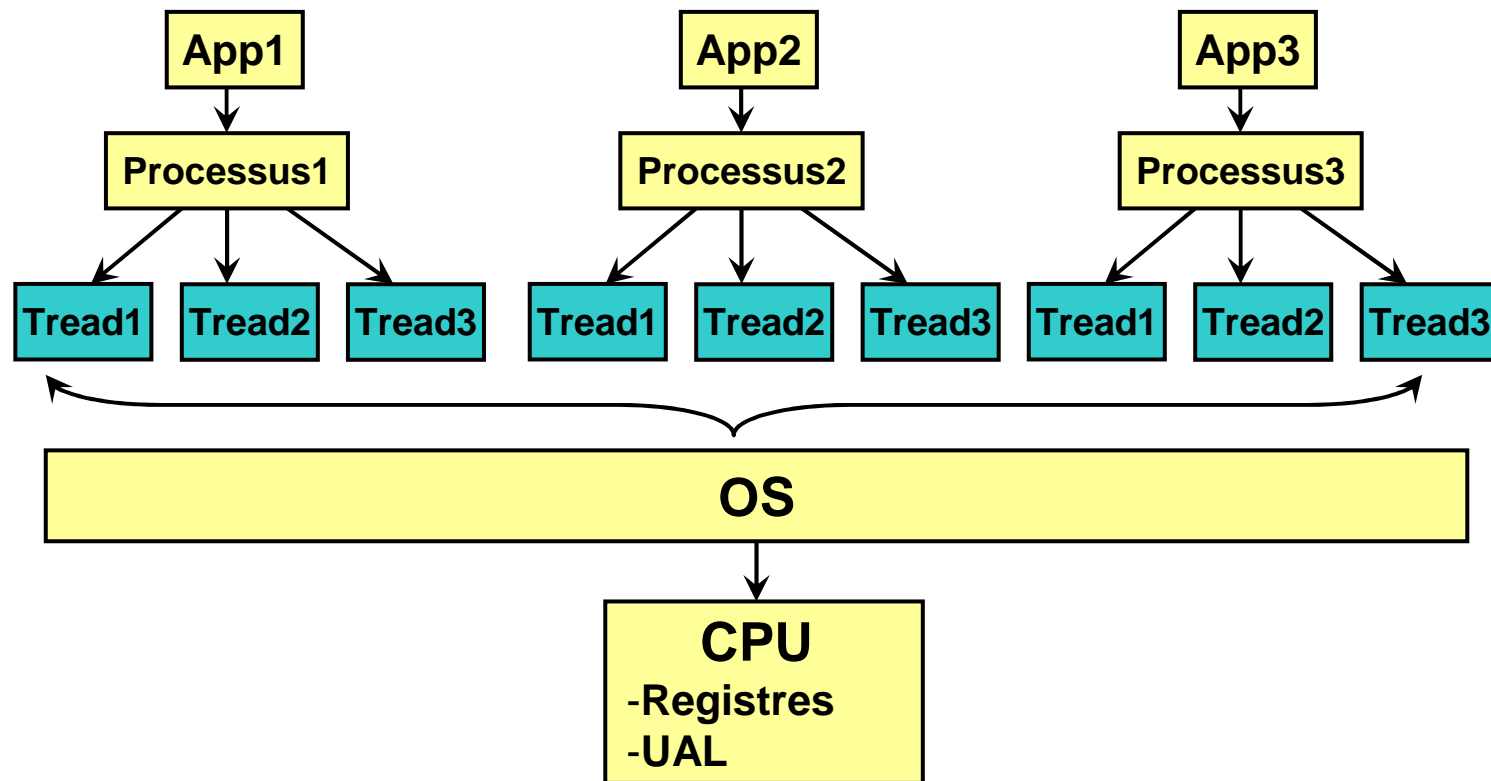 App1
App2
App3
Processus1
Processus2
Processus3
Tread1
Tread2
Tread3
Tread1
Tread2
Tread3
Tread1
Tread2
Tread3
OS
CPU
-Registres
-UAL